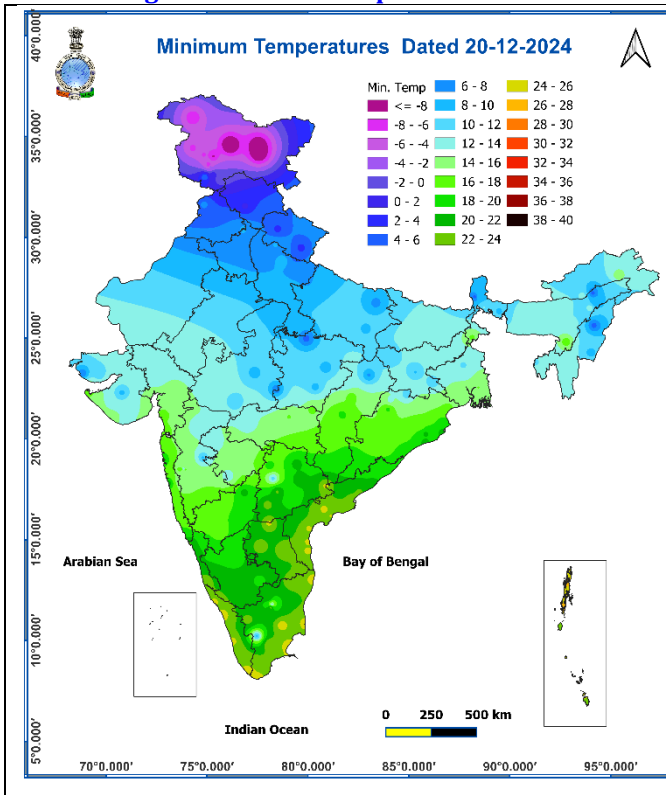 Minimum Temperatures Dated 20-12-2024
Min. Temp
<= -8
-8 - -6
-6 - -4
-4 - -2
-2 - 0
0 - 2
2 - 4
4 - 6
6 - 8
8 - 10
10 - 12
12 - 14
14 - 16
16 - 18
18 - 20
20 - 22
22 - 24
24 - 26
26 - 28
28 - 30
30 - 32
32 - 34
34 - 36
36 - 38
38 - 40
40°0.000'
35°0.000'
30°0.000'
25°0.000'
20°0.000'
15°0.000'
10°0.000'
5°0.000'
Arabian Sea
Bay of Bengal
Indian Ocean
0 250 500 km
70°0.000' 75°0.000' 80°0.000' 85°0.000' 90°0.000' 95°0.000'